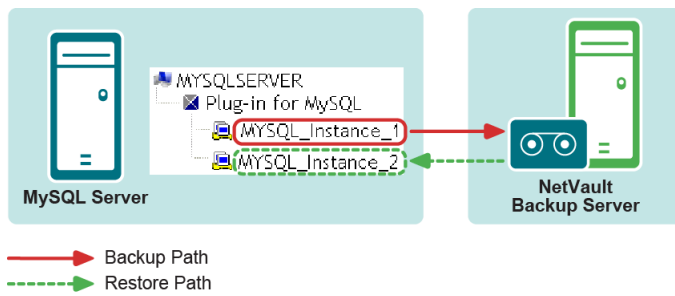 MYSQLSERVER
Plug-in for MySQL
MYSQL_Instance_1
MYSQL_Instance_2
MySQL Server
NetVault
Backup Server
Backup Path
Restore Path